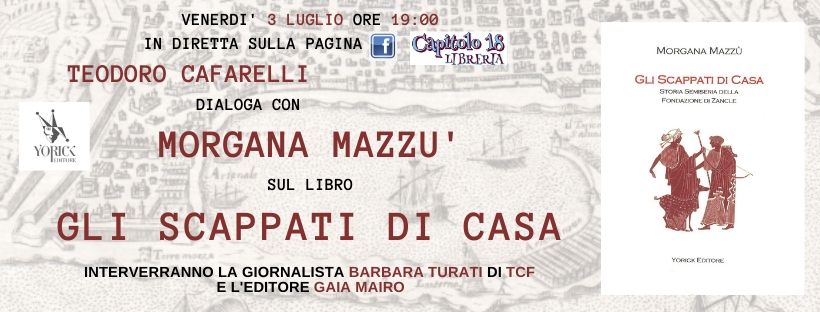 VENERDI' 3 LUGLIO ORE 19:00
IN DIRETTA SULLA PAGINA f Capitolo 18
LIBRERIA
TEODORO CAFARELLI
DIALOGA CON
MORGANA MAZZU'
SUL LIBRO
GLI SCAPPATI DI CASA
INTERVERRANNO LA GIORNALISTA BARBARA TURATI DI TCF
E L'EDITORE GAIA MAIRO
YORICK
EDITORE
MORGANA MAZZÙ
GLI SCAPPATI DI CASA
STORIA SEMISERIA DELLA
FONDAZIONE DI ZANCLE
YORICK EDITORE